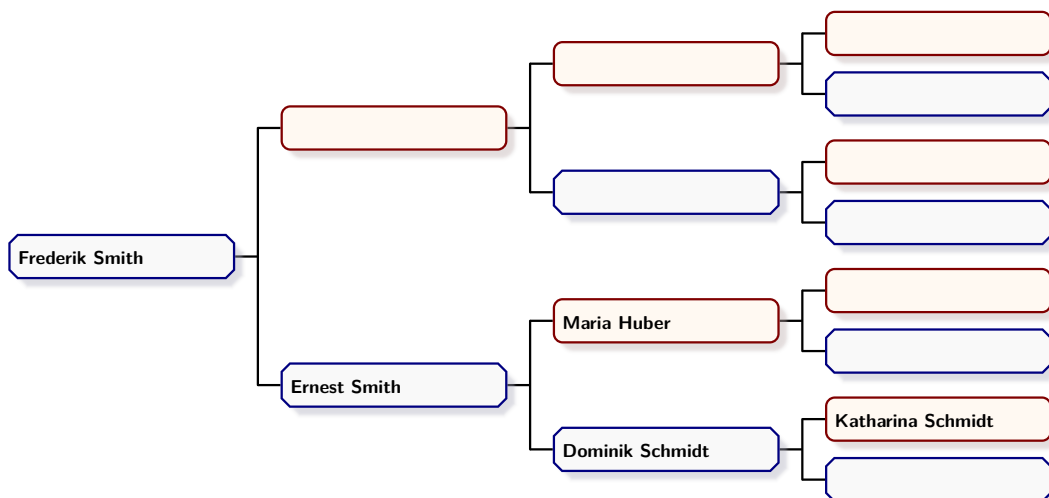 Frederik Smith
Ernest Smith
Maria Huber
Dominik Schmidt
Katharina Schmidt